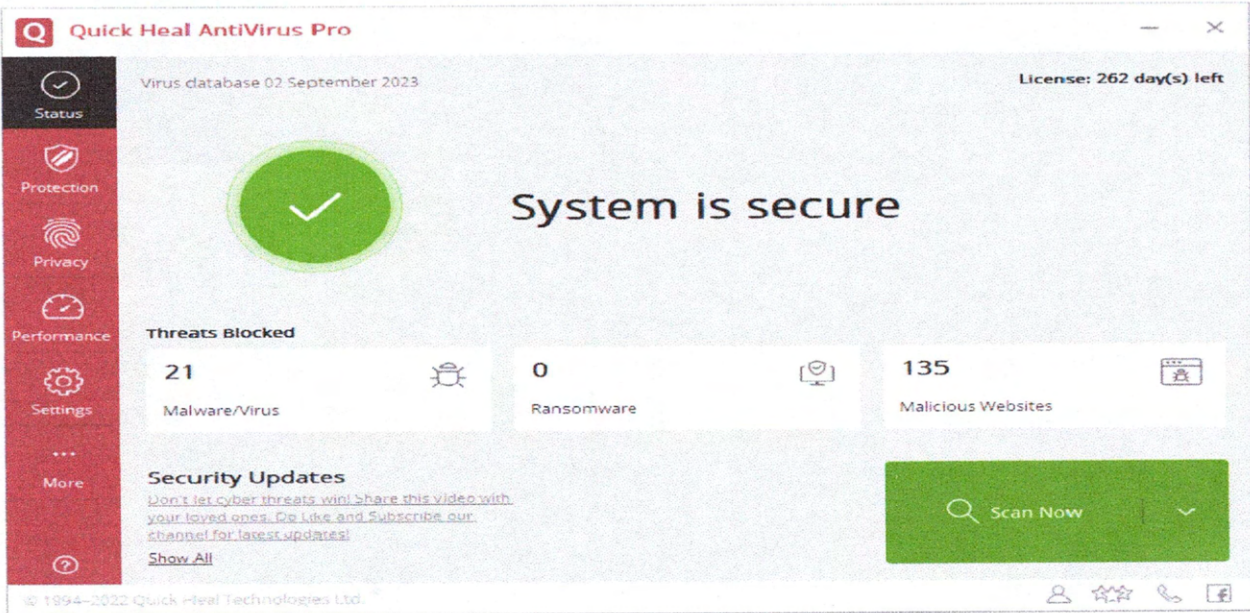 Q Quick Heal AntiVirus Pro
Virus database 02 September 2023
License: 262 day(s) left
Status
Protection
Privacy
Performance
Settings
More
System is secure
Threats Blocked
21
Malware/Virus
0
Ransomware
135
Malicious Websites
Security Updates
Don't let cyber threats win! Share this video with
your loved ones. Do Like and Subscribe our
channel for latest updates!
Show All
Scan Now
© 1994-2022 Quick Heal Technologies Ltd.